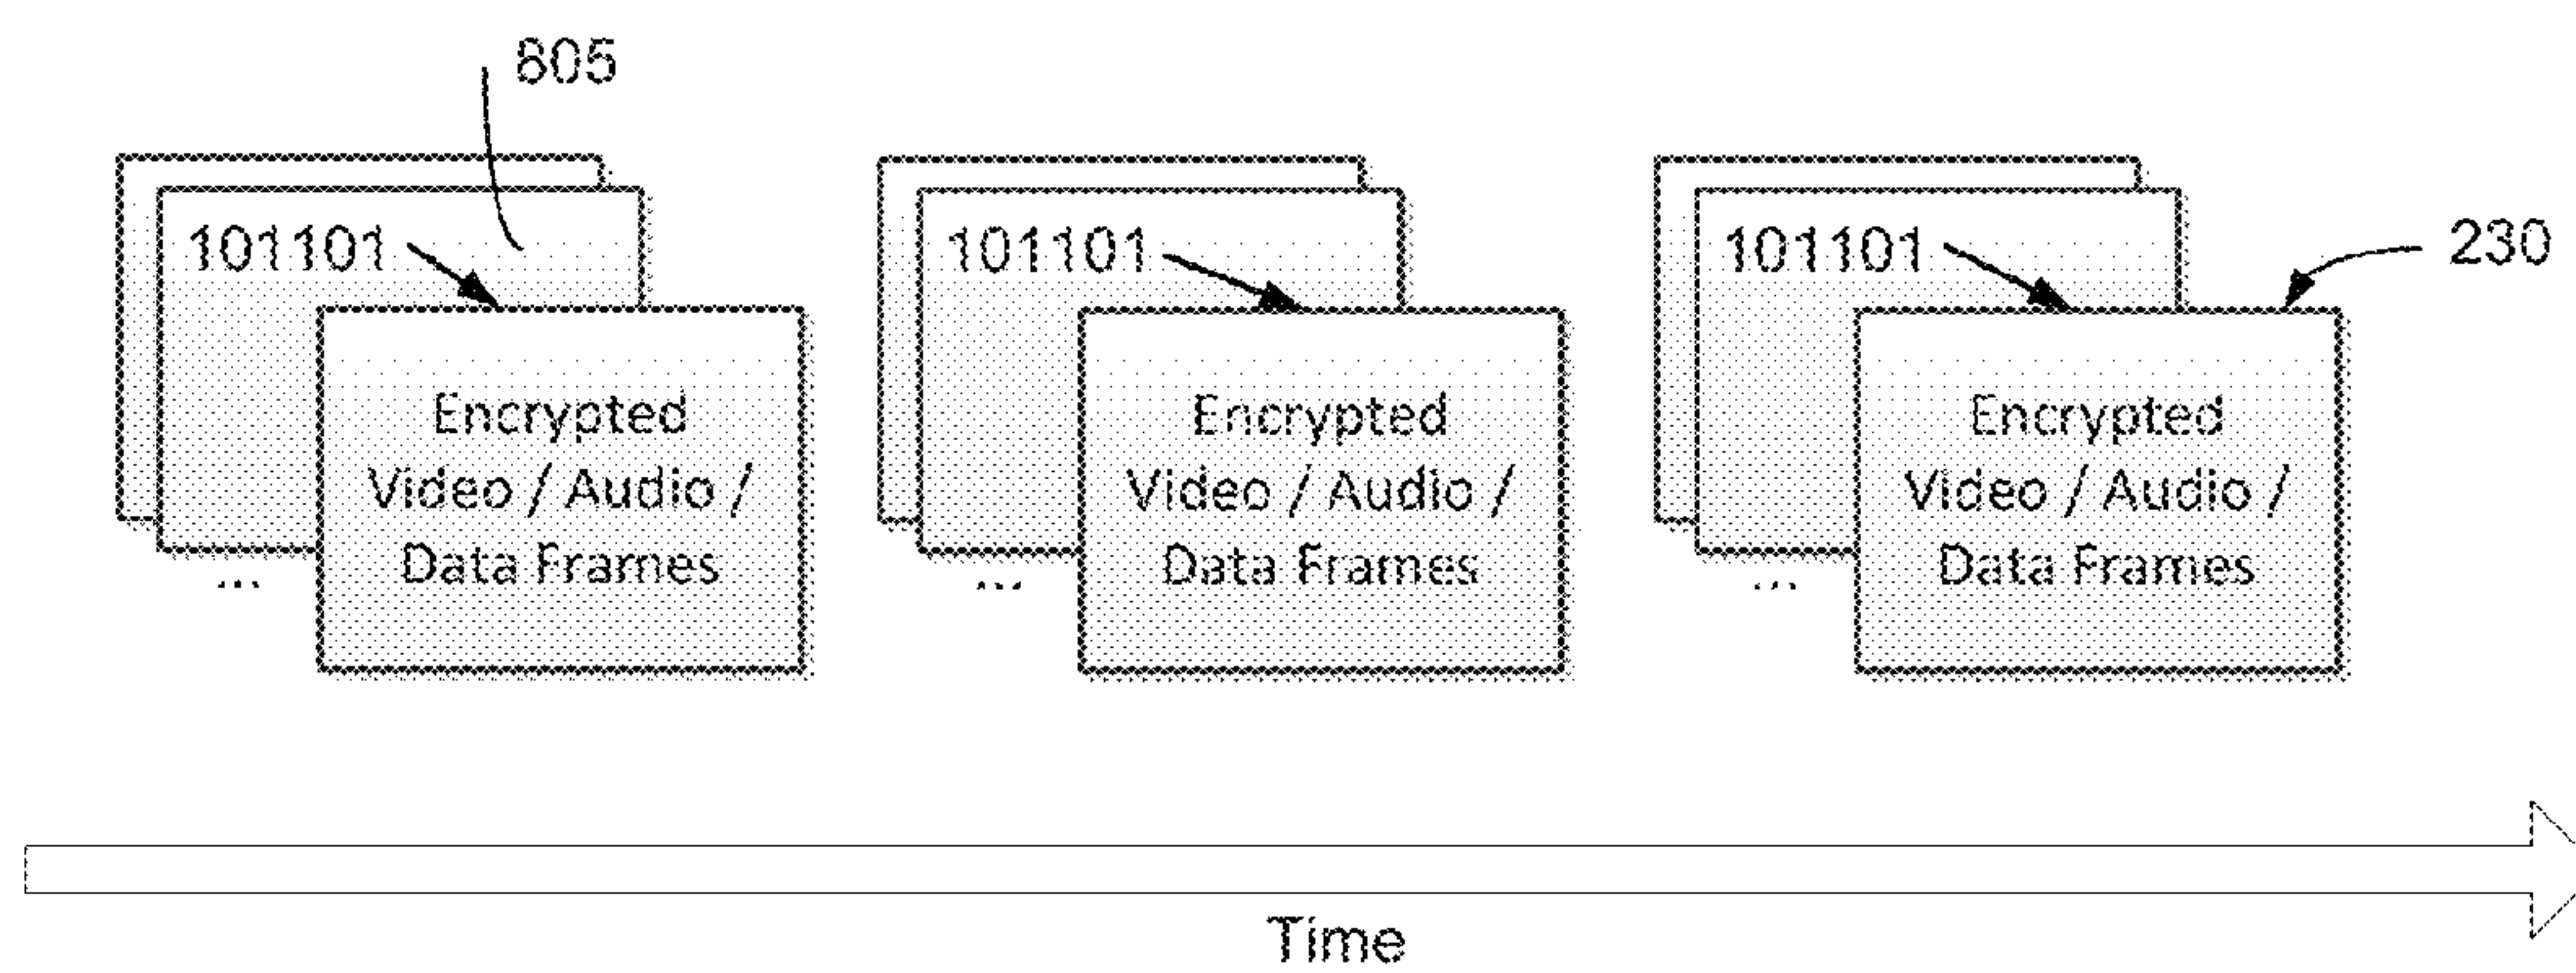 805
101101
101101
101101
230
Encrypted
Video / Audio /
Data Frames
...
Encrypted
Video / Audio /
Data Frames
...
Encrypted
Video / Audio /
Data Frames
...
Time